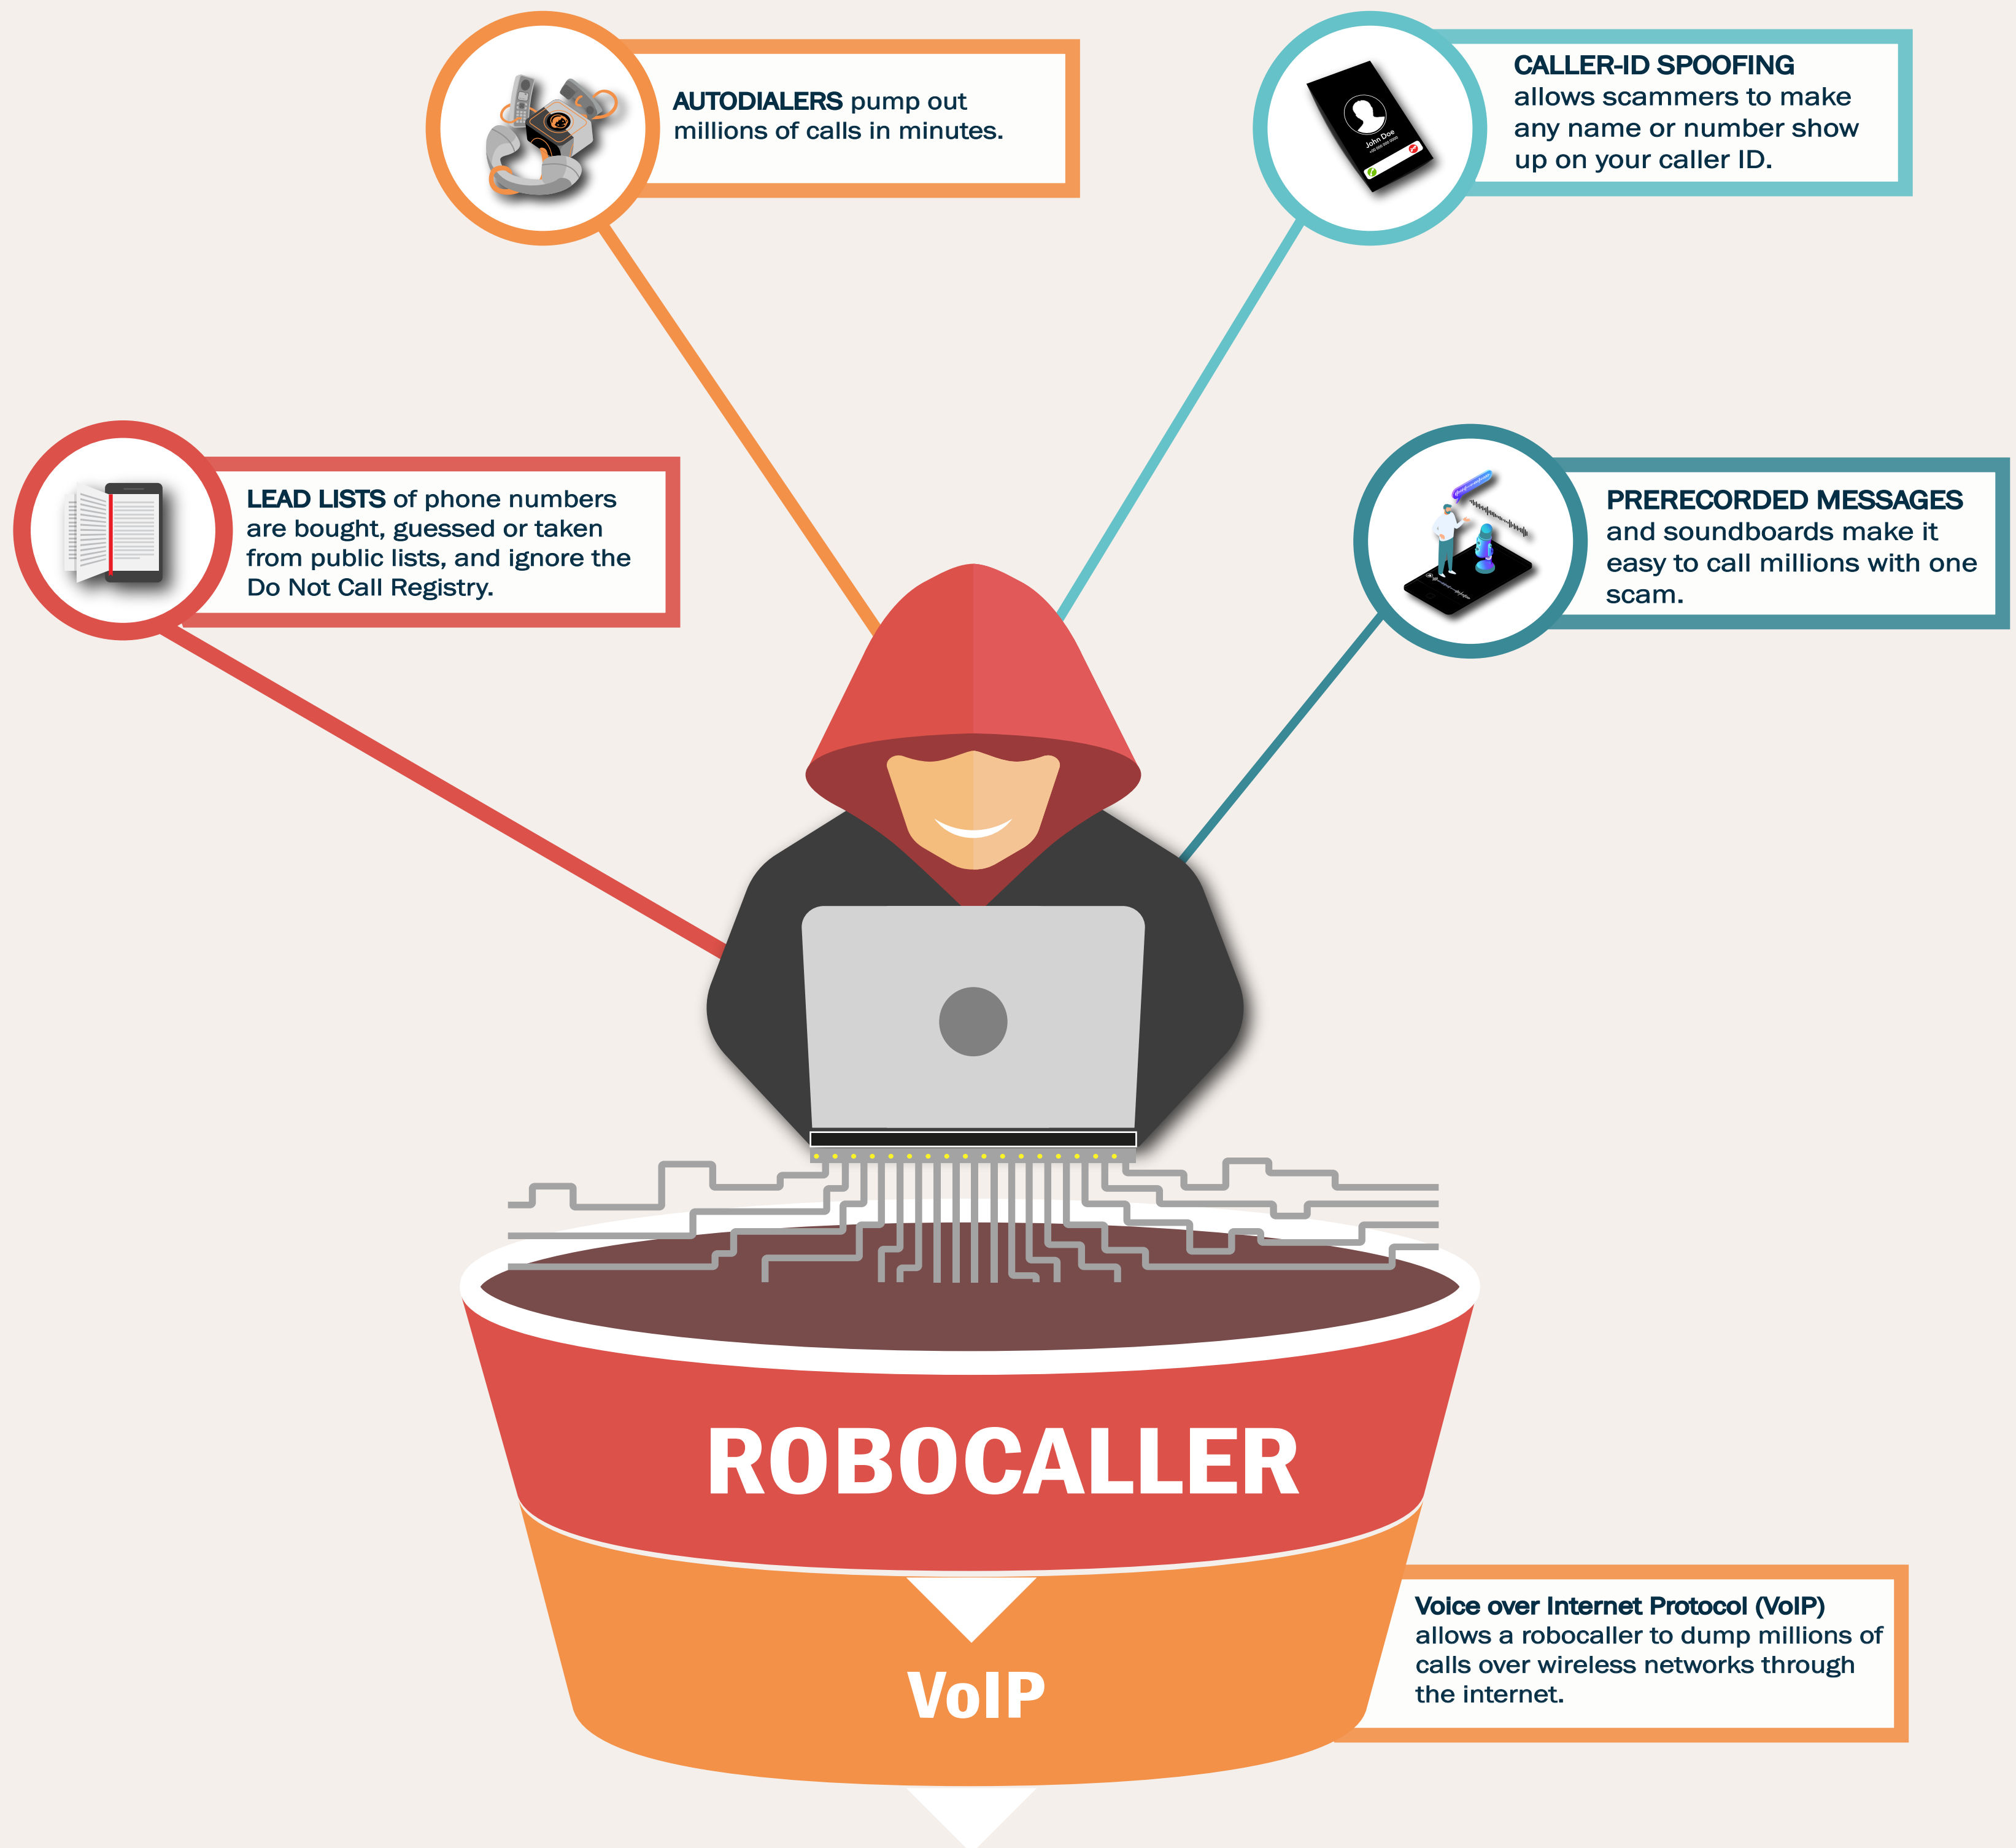 AUTODIALERS pump out
millions of calls in minutes.
CALLER-ID SPOOFING
allows scammers to make
any name or number show
up on your caller ID.
John Doe
LEAD LISTS of phone numbers
are bought, guessed or taken
from public lists, and ignore the
Do Not Call Registry.
PRERECORDED MESSAGES
and soundboards make it
easy to call millions with one
scam.
ROBOCALLER
VoIP
Voice over Internet Protocol (VoIP)
allows a robocaller to dump millions of
calls over wireless networks through
the internet.